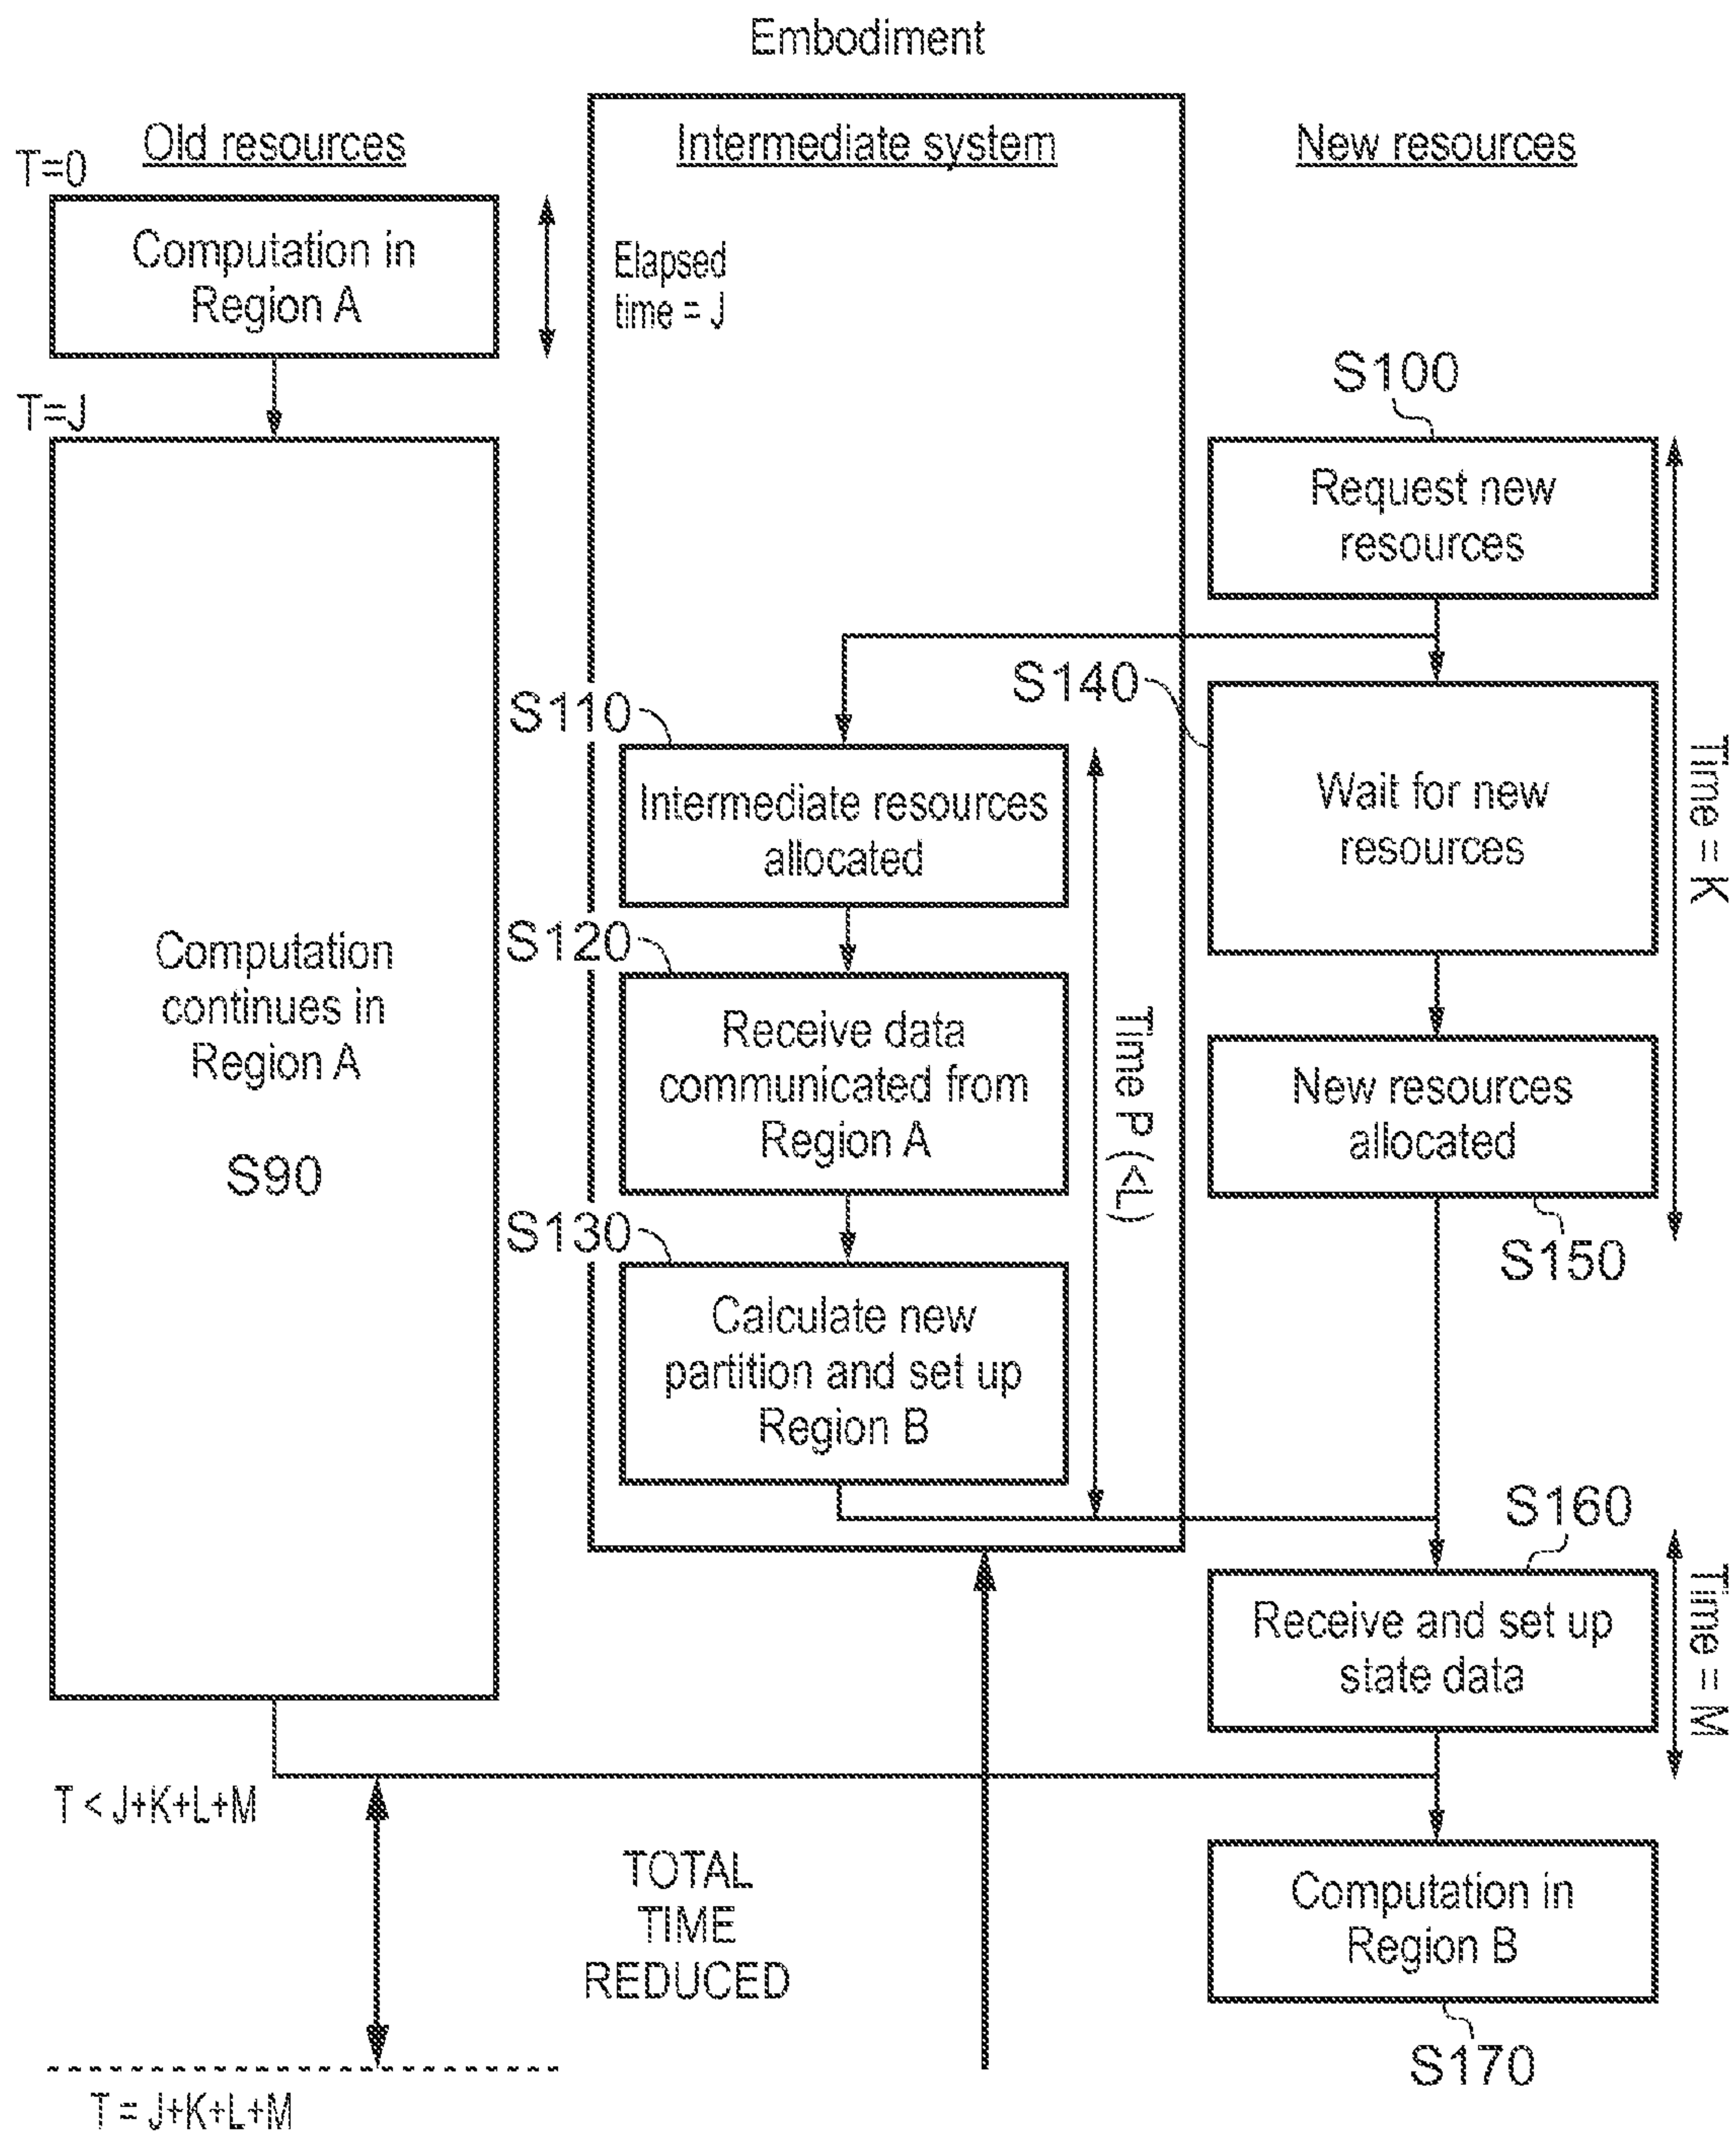 Embodiment
Old resources
Intermediate system
New resources
T=0
Computation in
Region A
Elapsed
time = J
T=J
S100
Request new
resources
S140
S110
Intermediate resources
allocated
Wait for new
resources
Time = K
Computation
continues in
Region A
S90
S120
Receive data
communicated from
Region A
Time P (<L)
New resources
allocated
S150
S130
Calculate new
partition and set up
Region B
S160
Receive and set up
state data
Time = M
T < J+K+L+M
TOTAL
TIME
REDUCED
Computation in
Region B
S170
T = J+K+L+M